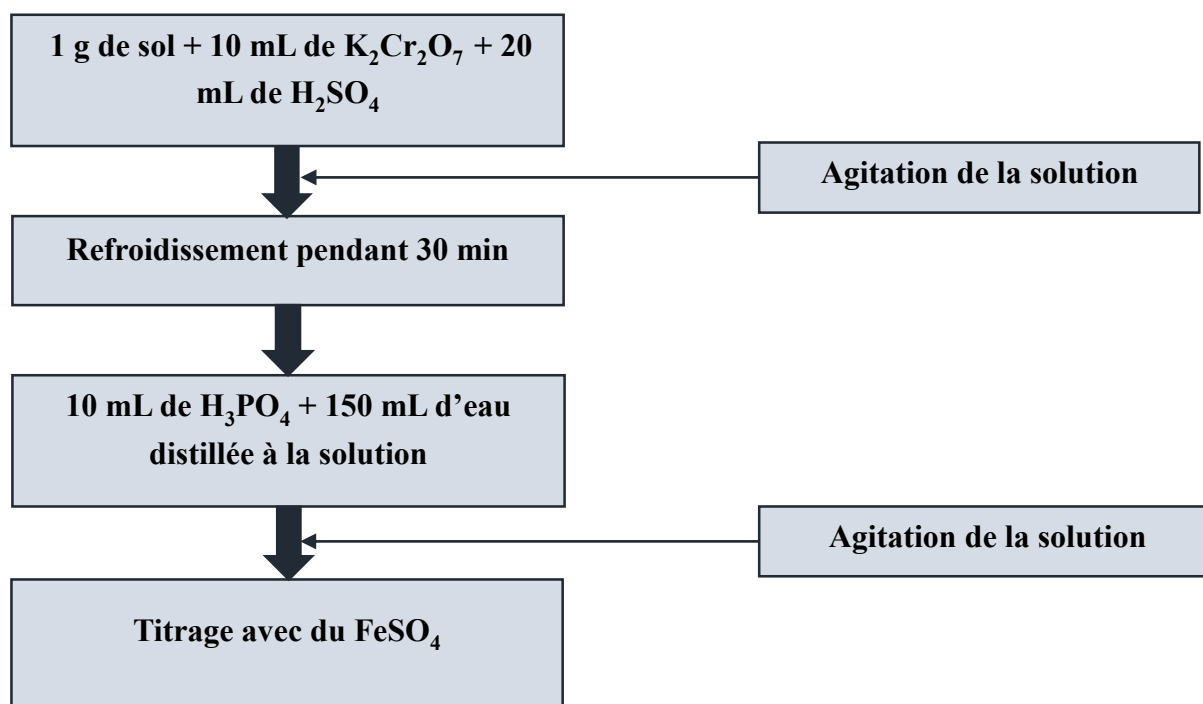 1 g de sol + 10 mL de K₂Cr₂O₇ + 20
mL de H₂SO₄
Agitation de la solution
Refroidissement pendant 30 min
10 mL de H₃PO₄ + 150 mL d’eau
distillée à la solution
Agitation de la solution
Titrage avec du FeSO₄